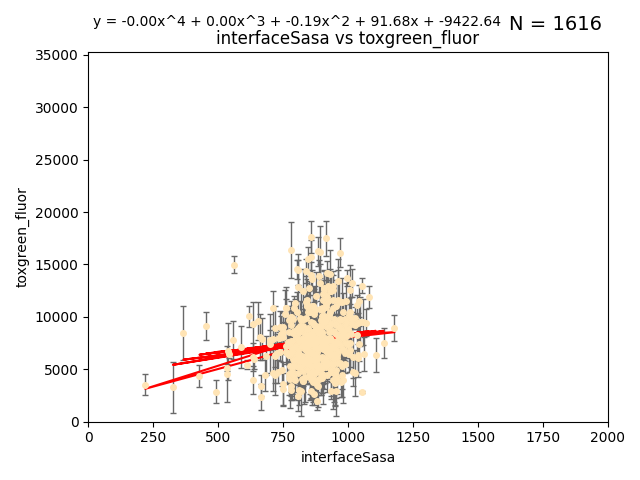 y = -0.00x^4 + 0.00x^3 + -0.19x^2 + 91.68x + -9422.64
N = 1616
interfaceSasa vs toxgreen_fluor
toxgreen_fluor
35000
30000
25000
20000
15000
10000
5000
0
0 250 500 750 1000 1250 1500 1750 2000
interfaceSasa